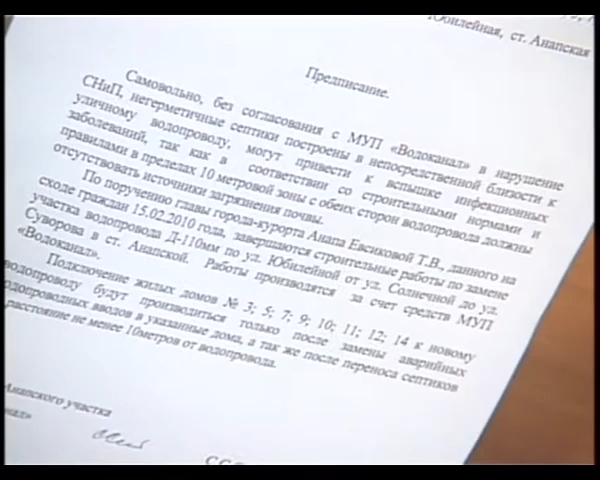 Юбилейная, ст. Анапская
Предписание.
Самовольно, без согласования с МУП «Водоканал» в нарушение
СНиП, негерметичные септики построены в непосредственной близости к
уличному водопроводу, могут привести к вспышке инфекционных
заболеваний, так как в соответствии со строительными нормами и
правилами в пределах 10 метровой зоны с обеих сторон водопровода должны
отсутствовать источники загрязнения почвы.
По поручению главы города-курорта Анапа Евсиковой Т.В., данного на
сходе граждан 15.02.2010 года, завершаются строительные работы по замене
участка водопровода Д-110мм по ул. Юбилейной от ул. Солнечной до ул.
Суворова в ст. Анапской. Работы производятся за счет средств МУП
«Водоканал».
Подключение жилых домов № 3; 5; 7; 9; 10; 11; 12; 14 к новому
водопроводу будут производиться только после замены аварийных
одопроводных вводов в указанные дома, а так же после переноса септиков
расстояние не менее 10метров от водопровода.
Анапского участка
нал»